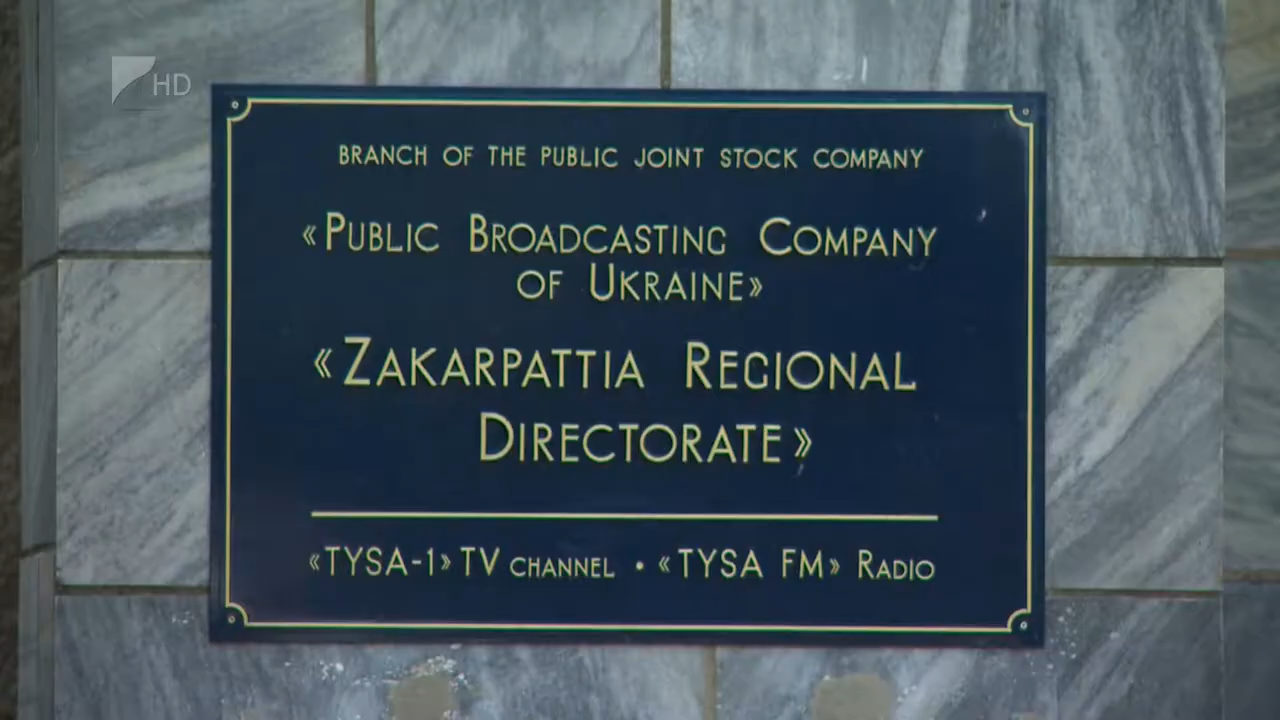 HD
BRANCH OF THE PUBLIC JOINT STOCK COMPANY
«PUBLIC BROADCASTING COMPANY
OF UKRAINE»
«ZAKARPATTIA REGIONAL
DIRECTORATE»
«TYSA-1» TV CHANNEL • «TYSA FM» RADIO